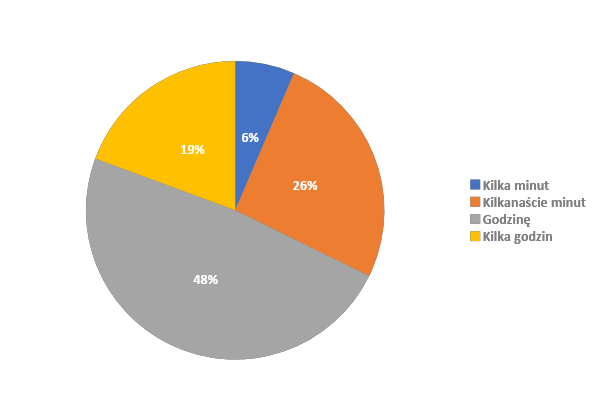 6%
19%
26%
48%
Kilka minut
Kilkanaście minut
Godzinę
Kilka godzin